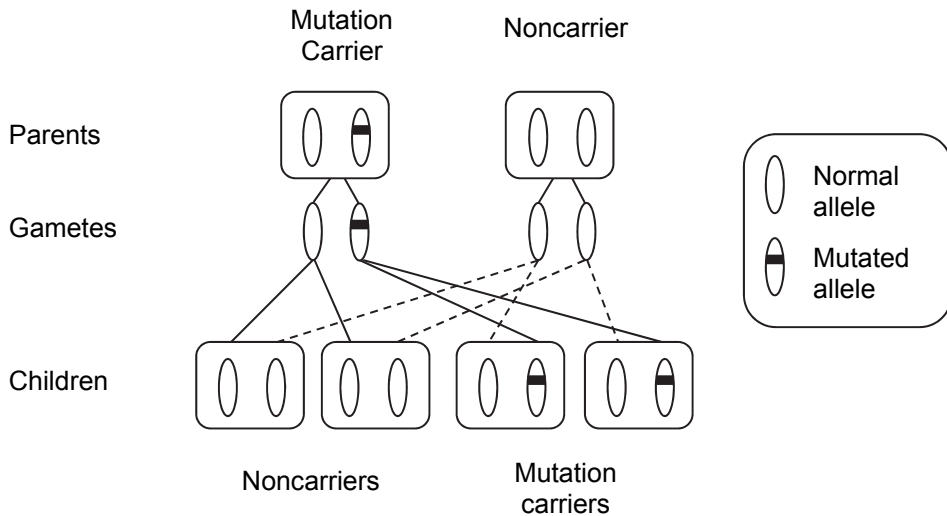 Mutation
Carrier
Noncarrier
Parents
Gametes
Normal
allele
Mutated
allele
Children
Noncarriers
Mutation
carriers